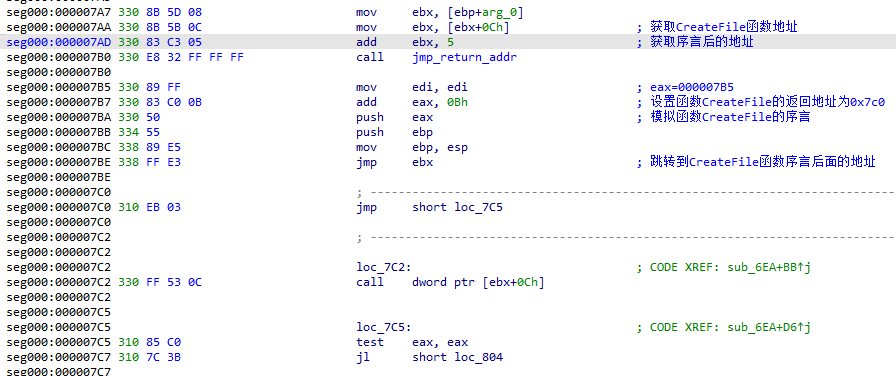 seg000:000007A7 330 8B 5D 08 mov ebx, [ebp+arg_0]
seg000:000007AA 330 8B 5B 0C mov ebx, [ebx+0Ch] ; 获取CreateFile函数地址
seg000:000007AD 330 83 C3 05 add ebx, 5 ; 获取序言后的地址
seg000:000007B0 330 E8 32 FF FF FF call jmp_return_addr
seg000:000007B0
seg000:000007B5 330 89 FF mov edi, edi ; eax=000007B5
seg000:000007B7 330 83 C0 0B add eax, 0Bh ; 设置函数CreateFile的返回地址为0x7c0
seg000:000007BA 330 50 push eax ; 模拟函数CreateFile的序言
seg000:000007BB 334 55 push ebp
seg000:000007BC 338 89 E5 mov ebp, esp
seg000:000007BE 338 FF E3 jmp ebx ; 跳转到CreateFile函数序言后面的地址
seg000:000007BE
seg000:000007C0 ; ---------------------------------------------------------------------------
seg000:000007C0 310 EB 03 jmp short loc_7C5
seg000:000007C0
seg000:000007C2 ; ---------------------------------------------------------------------------
seg000:000007C2
seg000:000007C2 loc_7C2: ; CODE XREF: sub_6EA+BB↑j
seg000:000007C2 330 FF 53 0C call dword ptr [ebx+0Ch]
seg000:000007C2
seg000:000007C5
seg000:000007C5 loc_7C5: ; CODE XREF: sub_6EA+D6↑j
seg000:000007C5 310 85 C0 test eax, eax
seg000:000007C7 310 7C 3B jl short loc_804
seg000:000007C7